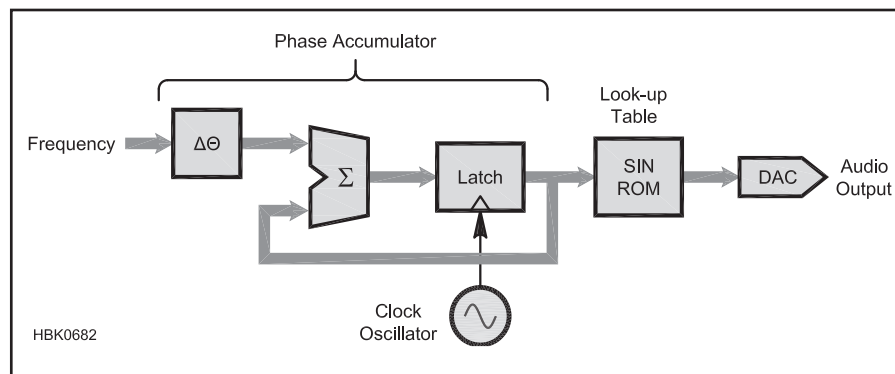 Phase Accumulator
Look-up
Table
Frequency
ΔΘ
Σ
Latch
SIN
ROM
DAC
Audio
Output
Clock
Oscillator
HBK0682